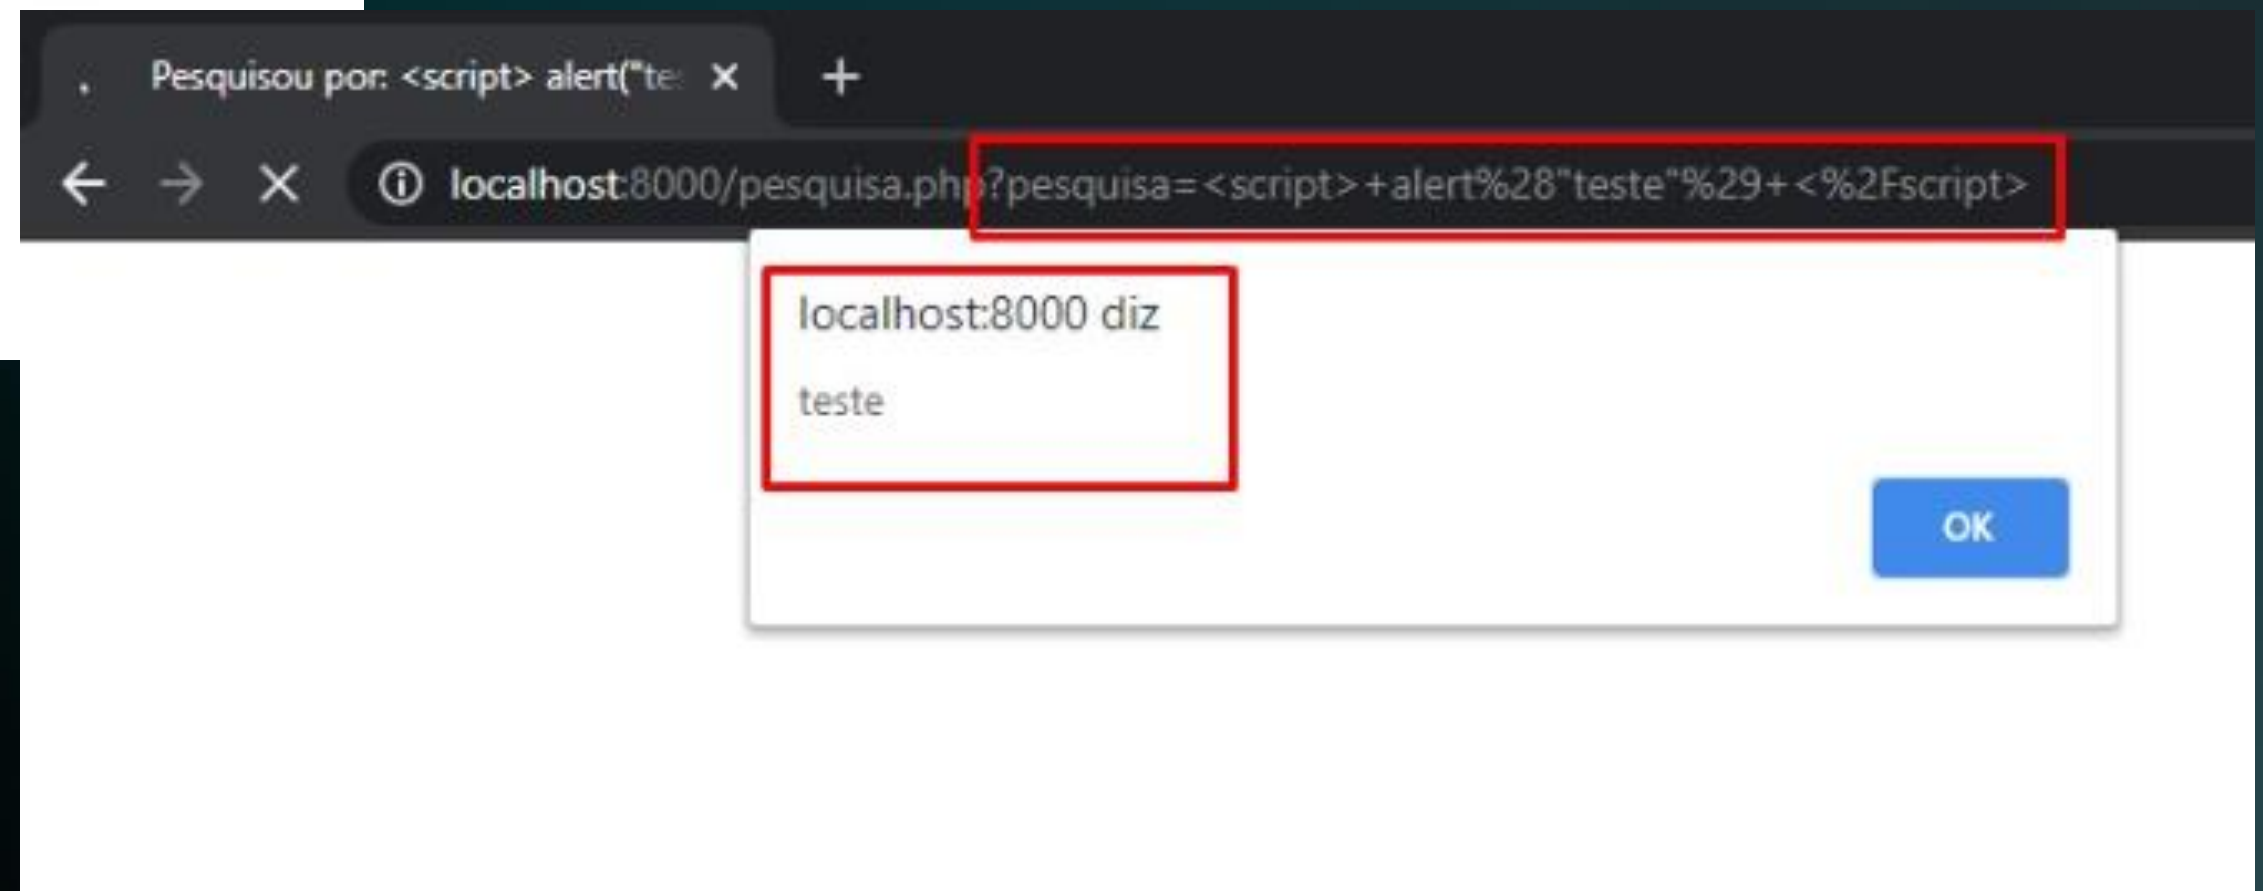 Pesquisou por: <script> alert("te
localhost:8000/pesquisa.php?pesquisa=<script>+alert%28"teste"%29+<%2Fscript>
localhost:8000 diz
teste
OK